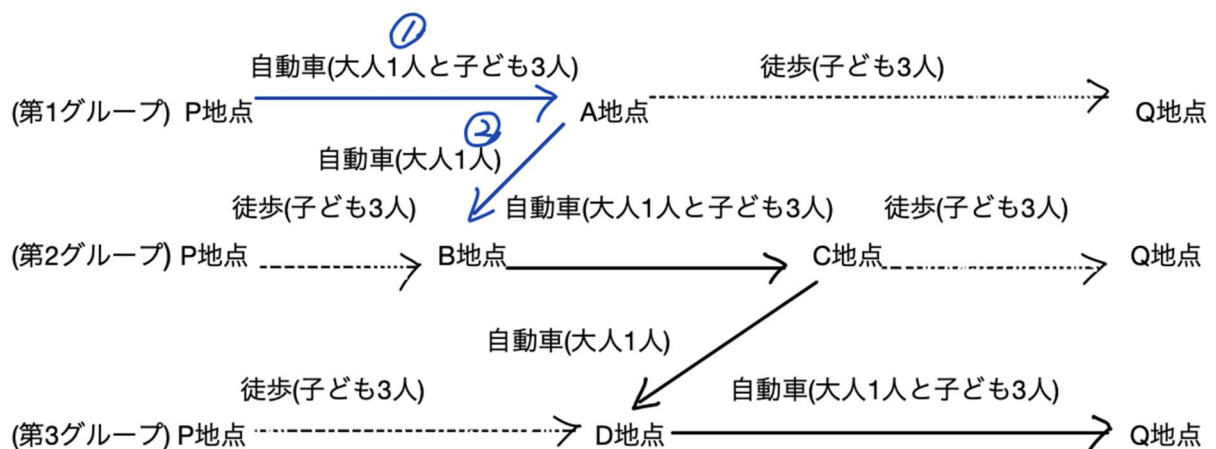 ①
自動車(大人1人と子ども3人) 徒歩(子ども3人)
(第1グループ) P地点 A地点 Q地点
②
自動車(大人1人)
徒歩(子ども3人) 自動車(大人1人と子ども3人) 徒歩(子ども3人)
(第2グループ) P地点 B地点 C地点 Q地点
自動車(大人1人)
徒歩(子ども3人) 自動車(大人1人と子ども3人)
(第3グループ) P地点 D地点 Q地点